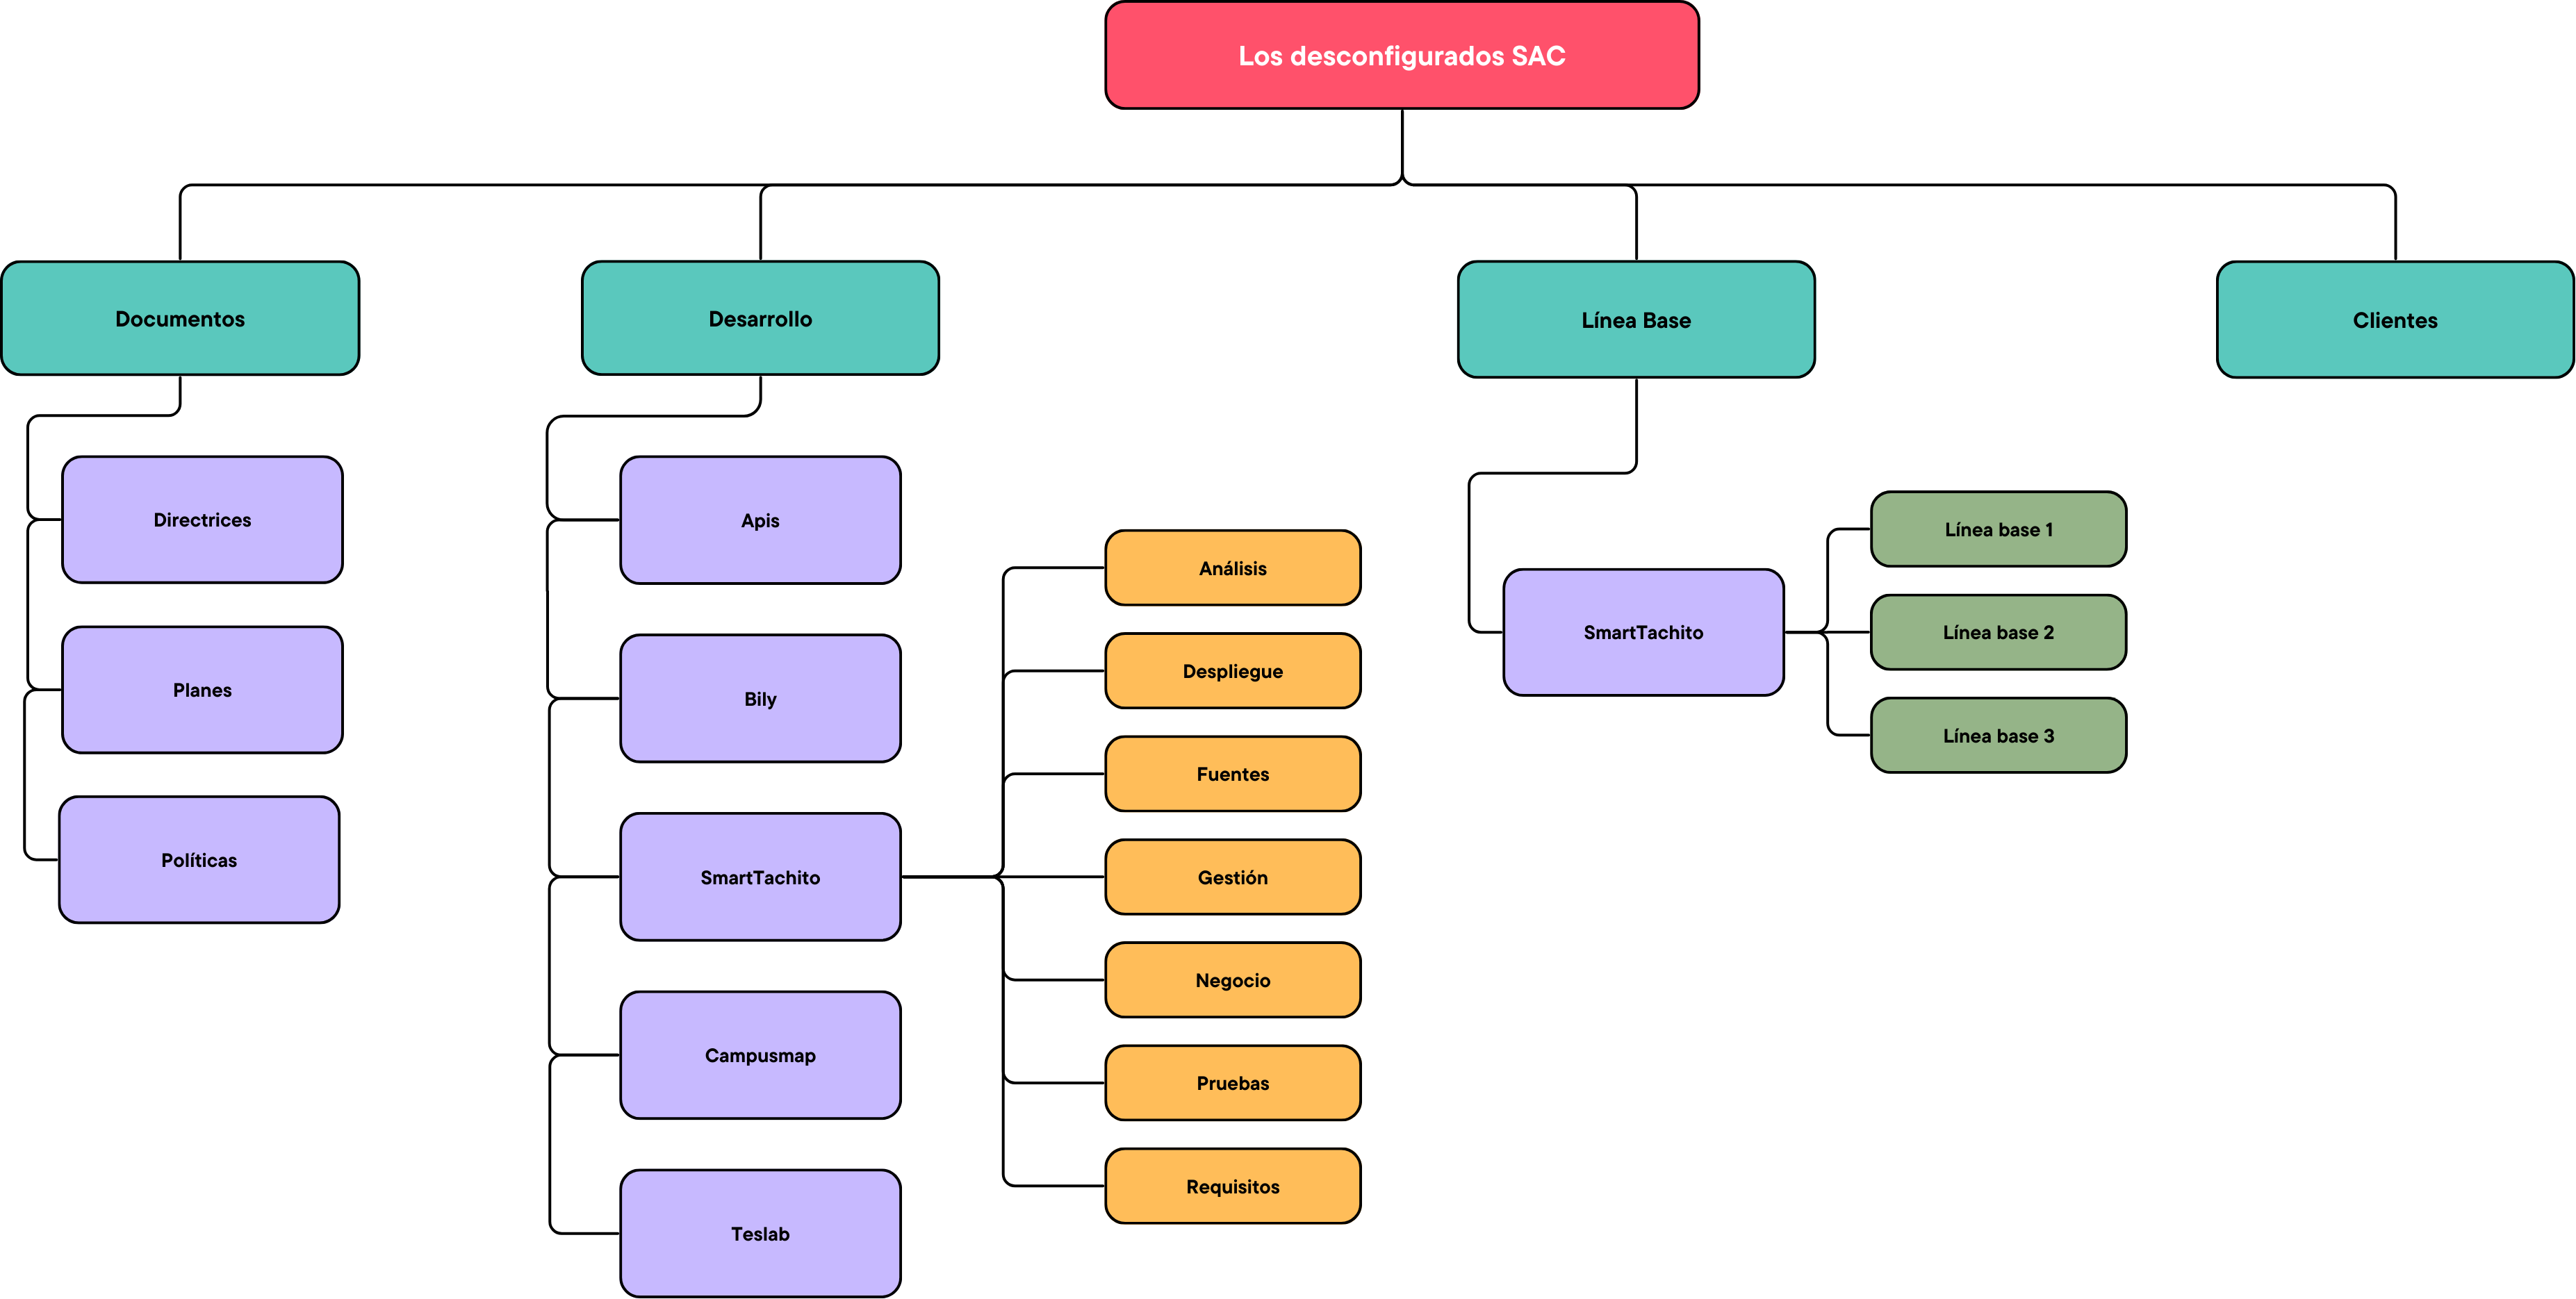 Los desconfigurados SAC
Documentos
Desarrollo
Línea Base
Clientes
Directrices
Planes
Políticas
Apis
Bily
SmartTachito
Campusmap
Teslab
Análisis
Despliegue
Fuentes
Gestión
Negocio
Pruebas
Requisitos
SmartTachito
Línea base 1
Línea base 2
Línea base 3